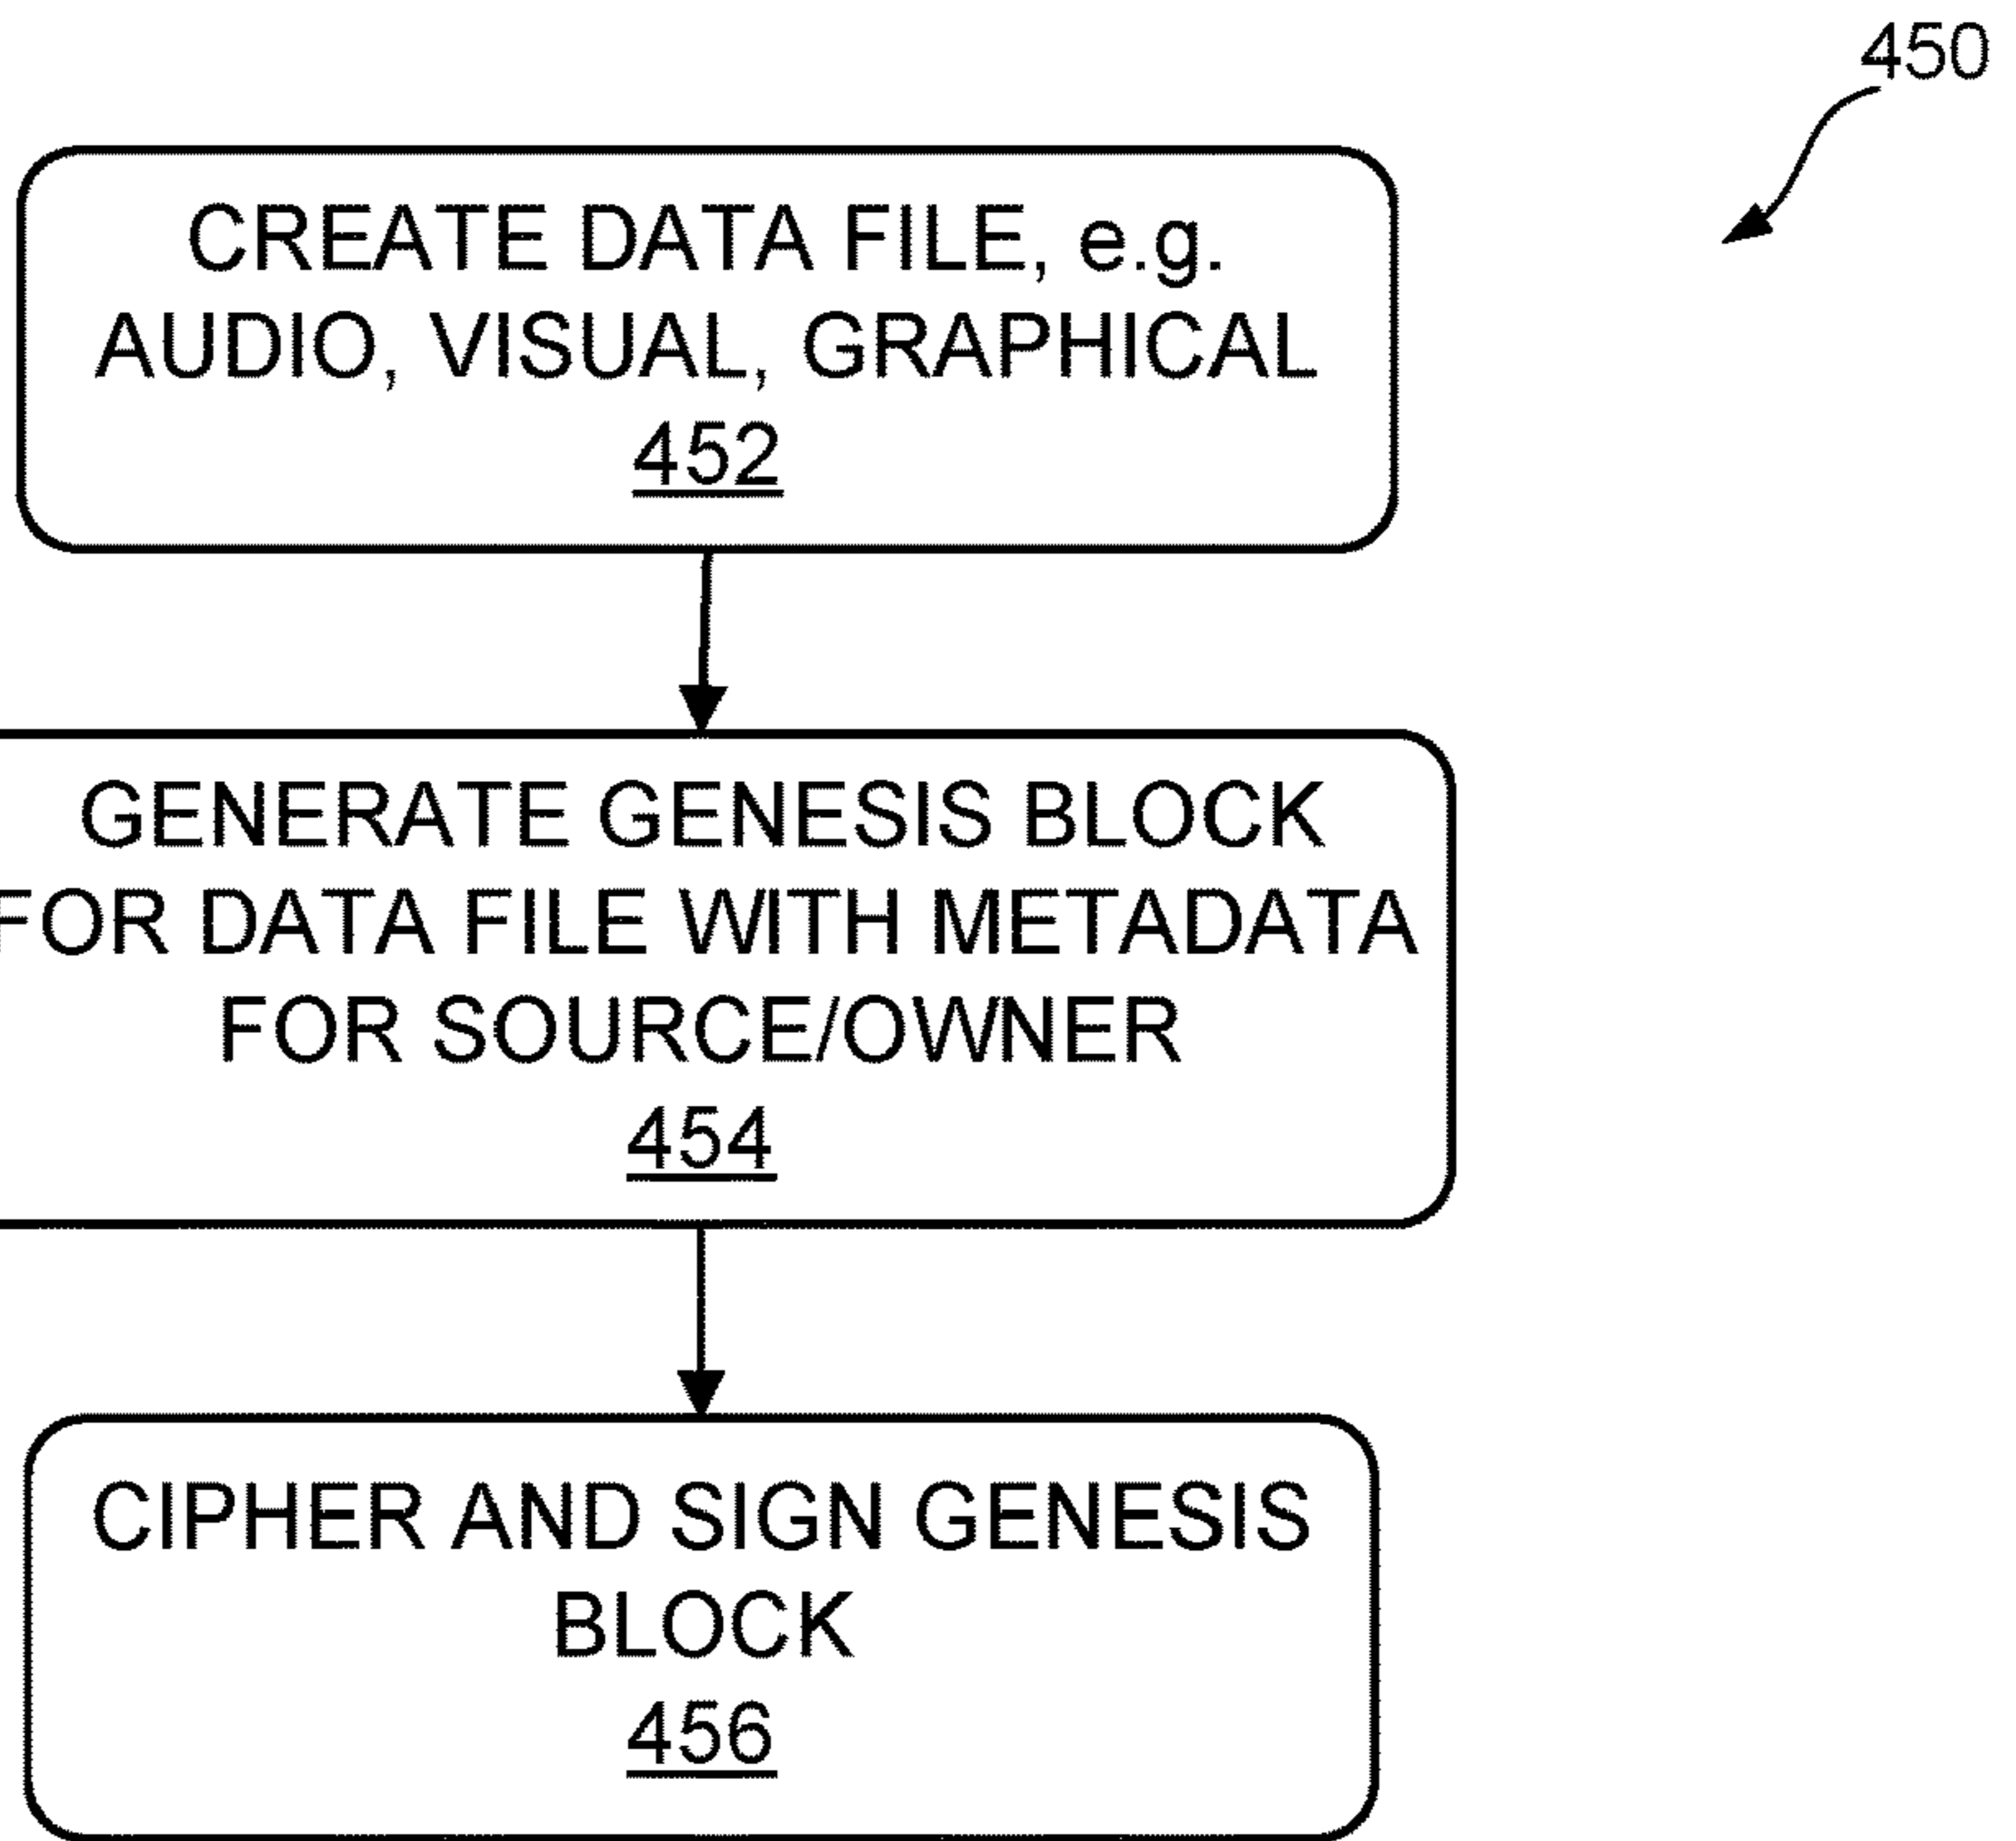 450
CREATE DATA FILE, e.g.
AUDIO, VISUAL, GRAPHICAL
452
GENERATE GENESIS BLOCK
FOR DATA FILE WITH METADATA
FOR SOURCE/OWNER
454
CIPHER AND SIGN GENESIS
BLOCK
456